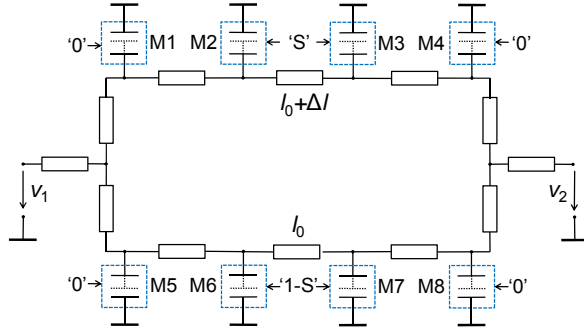 '0' M1 M2 'S' M3 M4 '0'
l₀+Δl
v₁ v₂
l₀
'0' M5 M6 '1-S' M7 M8 '0'